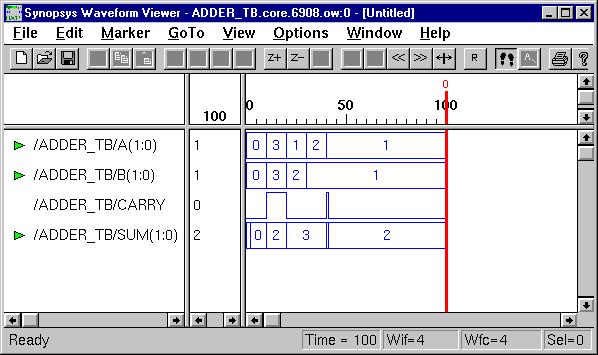 Synopsys Waveform Viewer - ADDER_TB.core.6908.ow:0 - [Untitled]
File Edit Marker GoTo View Options Window Help
Z+ Z- << >> R A
0
100 0 50 100
/ADDER_TB/A(1:0) 1 0 3 1 2 1
/ADDER_TB/B(1:0) 1 0 3 2 1
/ADDER_TB/CARRY 0
/ADDER_TB/SUM(1:0) 2 0 2 3 2
Ready Time = 100 Wif=4 Wfc=4 Sel=0